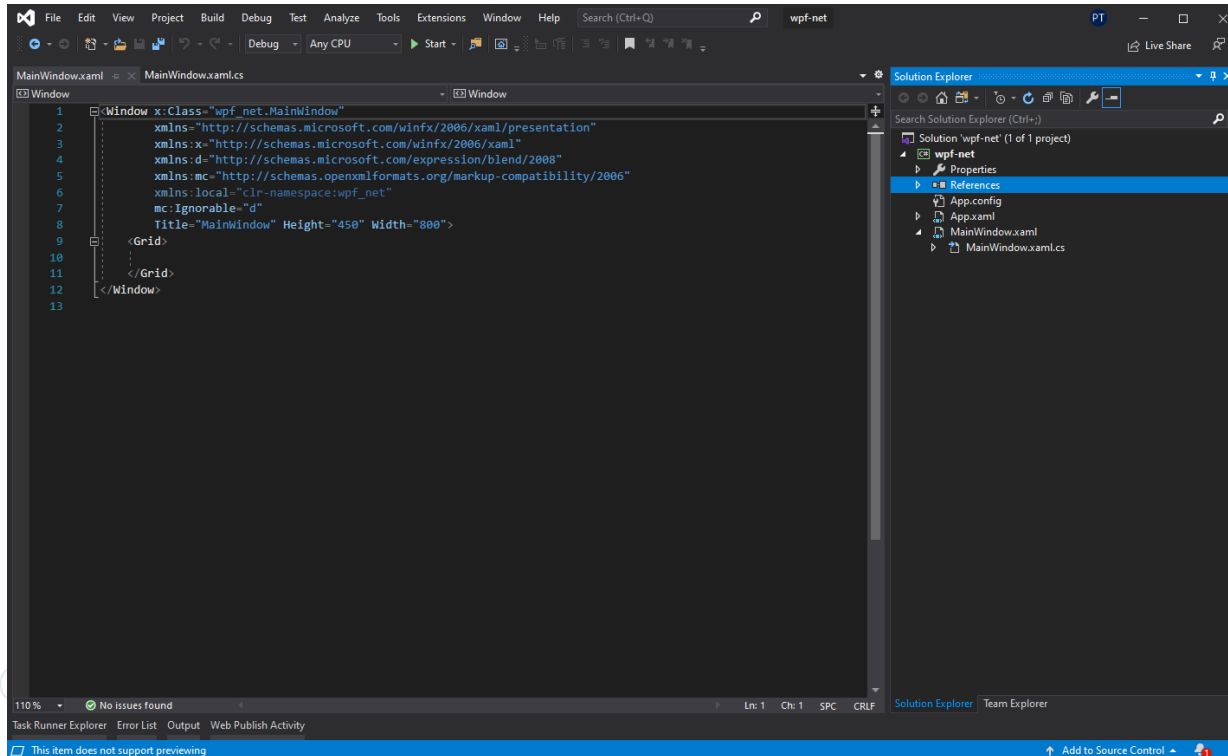 File Edit View Project Build Debug Test Analyze Tools Extensions Window Help Search (Ctrl+Q) wpf-net PT
Debug Any CPU Start Live Share
MainWindow.xaml MainWindow.xaml.cs
Window Window
1 <Window x:Class="wpf_net.MainWindow"
2 xmlns="http://schemas.microsoft.com/winfx/2006/xaml/presentation"
3 xmlns:x="http://schemas.microsoft.com/winfx/2006/xaml"
4 xmlns:d="http://schemas.microsoft.com/expression/blend/2008"
5 xmlns:mc="http://schemas.openxmlformats.org/markup-compatibility/2006"
6 xmlns:local="clr-namespace:wpf_net"
7 mc:Ignorable="d"
8 Title="MainWindow" Height="450" Width="800">
9 <Grid>
10
11 </Grid>
12 </Window>
13
110 % No issues found Ln: 1 Ch: 1 SPC CRLF
Solution Explorer
Search Solution Explorer (Ctrl+;)
Solution 'wpf-net' (1 of 1 project)
C# wpf-net
Properties
References
App.config
App.xaml
MainWindow.xaml
MainWindow.xaml.cs
Solution Explorer Team Explorer
Task Runner Explorer Error List Output Web Publish Activity
This item does not support previewing Add to Source Control 1